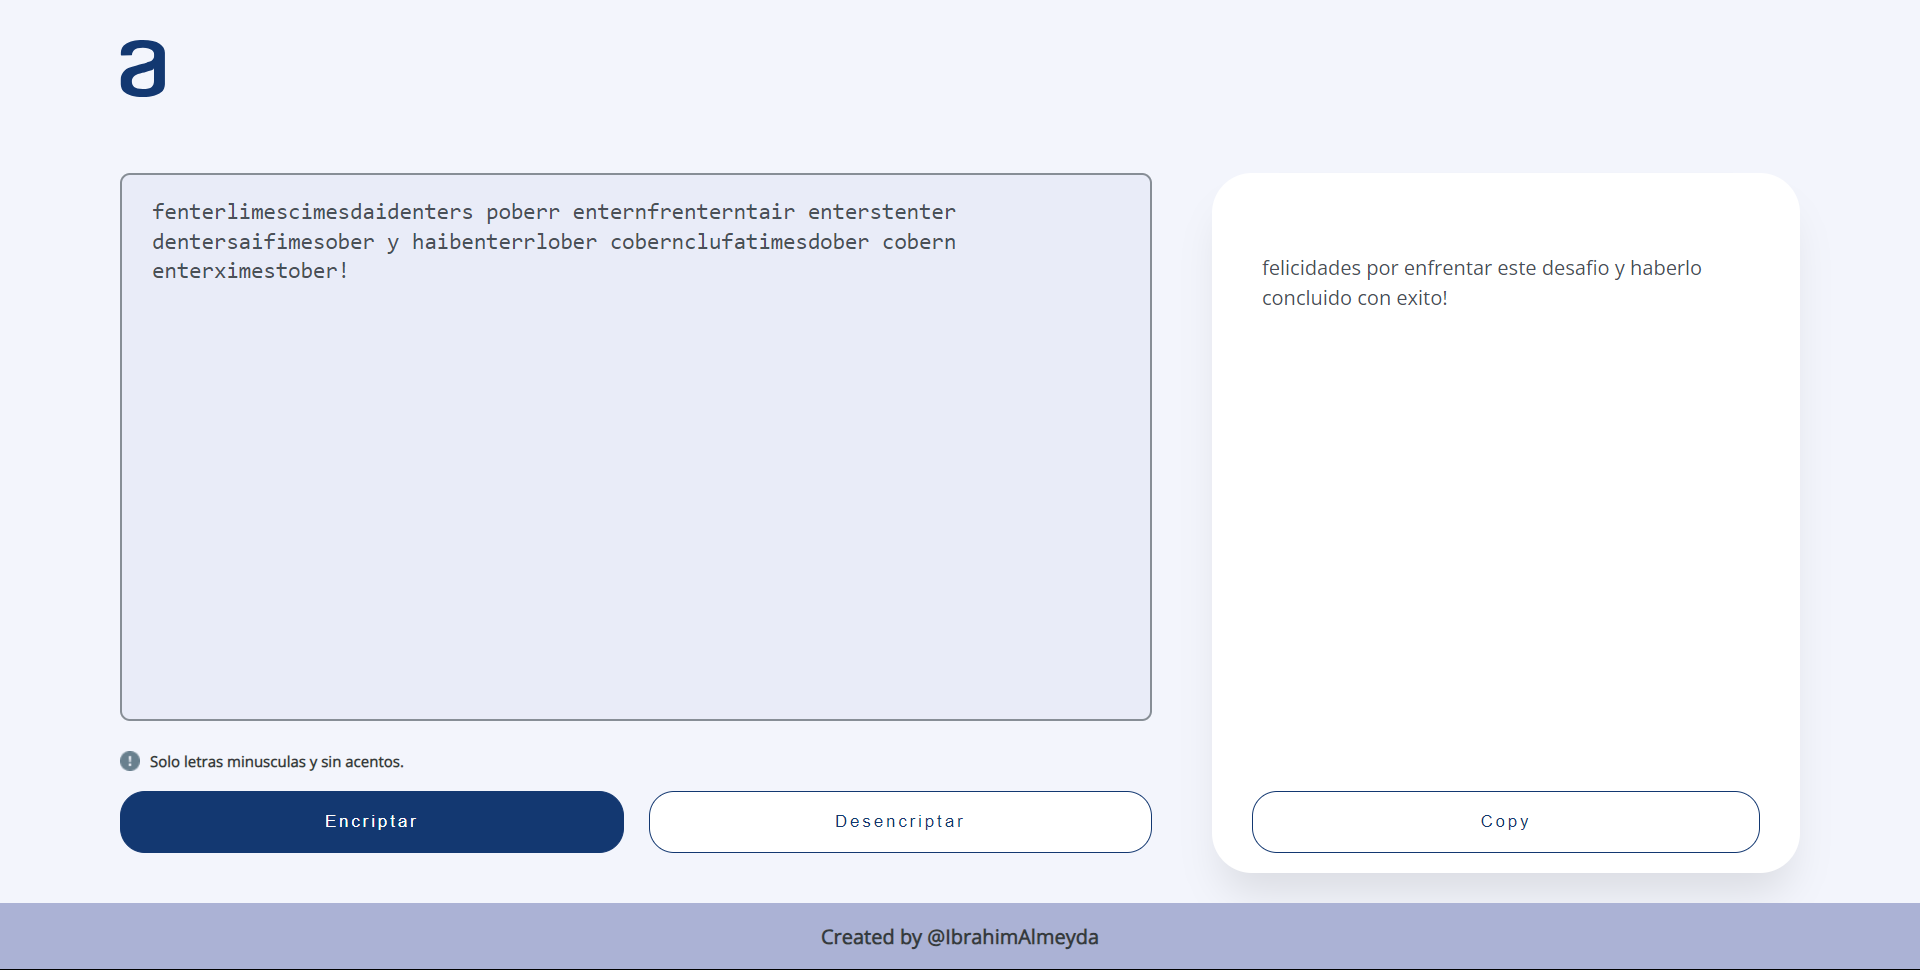 a
fenterlimescimesdaidenters poberr enternfrenterntair enterstenter
dentersaifimesober y haibenterrlober cobernclufatimesdober cobern
enterximestober!
felicidades por enfrentar este desafio y haberlo
concluido con exito!
! Solo letras minusculas y sin acentos.
Encriptar
Desencriptar
Copy
Created by @IbrahimAlmeyda